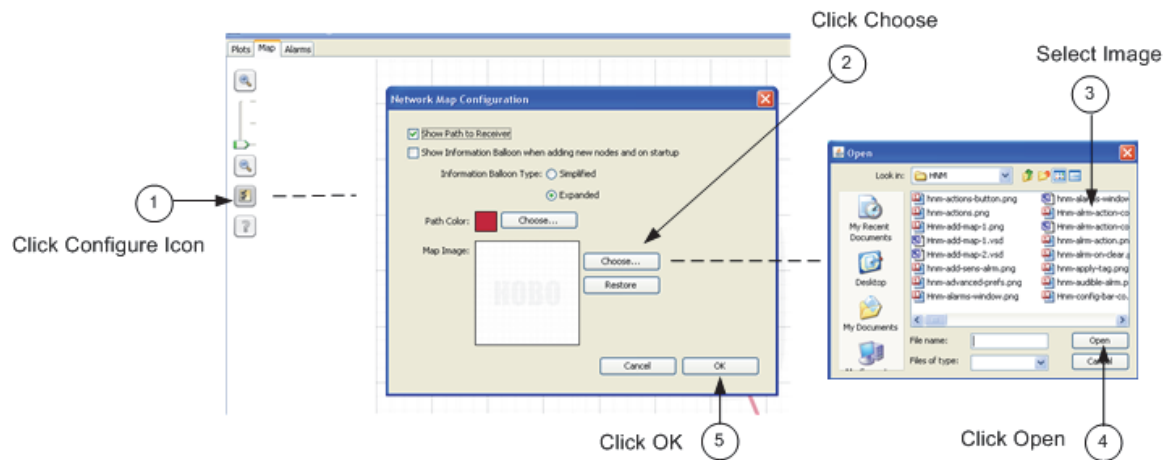 Click Choose
2
Select Image
3
Plots Map Alarms
Network Map Configuration
Show Path to Receiver
Show Information Balloon when adding new nodes and on startup
Information Balloon Type: Simplified
Expanded
Path Color: Choose...
Map Image:
HOBO
Choose...
Restore
Cancel OK
1
Click Configure Icon
?
Open
Look in: HNM
My Recent Documents
Desktop
My Documents
hnm-actions-button.png
hnm-actions.png
Hnm-add-map-1.png
Hnm-add-map-1.vsd
Hnm-add-map-2.vsd
hnm-add-sens-alrm.png
hnm-advanced-prefs.png
Hnm-alarms-window.png
hnm-alarms-window
Hnm-alrm-action-co
Hnm-alrm-action-co
Hnm-alrm-action.pn
Hnm-alrm-on-clear.p
hnm-apply-tag.png
hnm-audible-alrm.p
Hnm-config-bar-co.
File name: Open
Files of type: Cancel
Click OK
5
Click Open
4